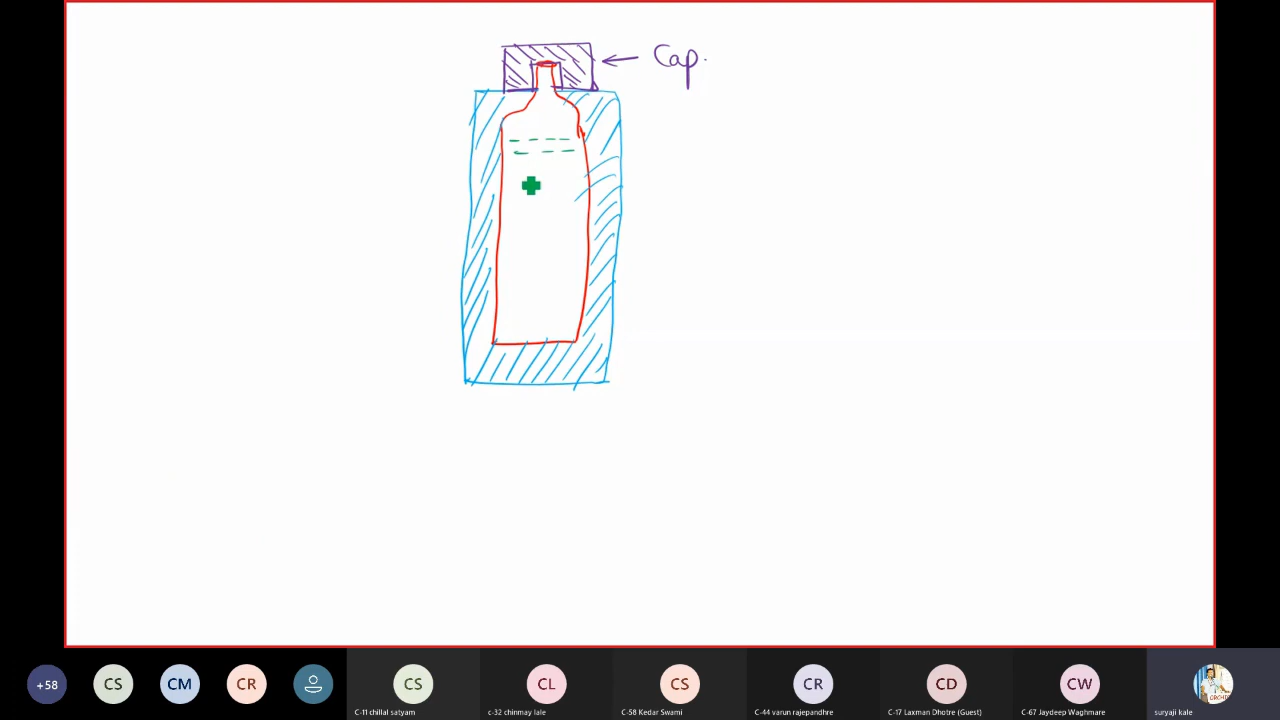 Cap.
+58
CS
CM
CR
CS
CL
CS
CR
CD
CW
C-11 chillal satyam
c-32 chinmay lale
C-58 Kedar Swami
C-44 varun rajepandhre
C-17 Laxman Dhotre (Guest)
C-67 Jaydeep Waghmare
suryaji kale